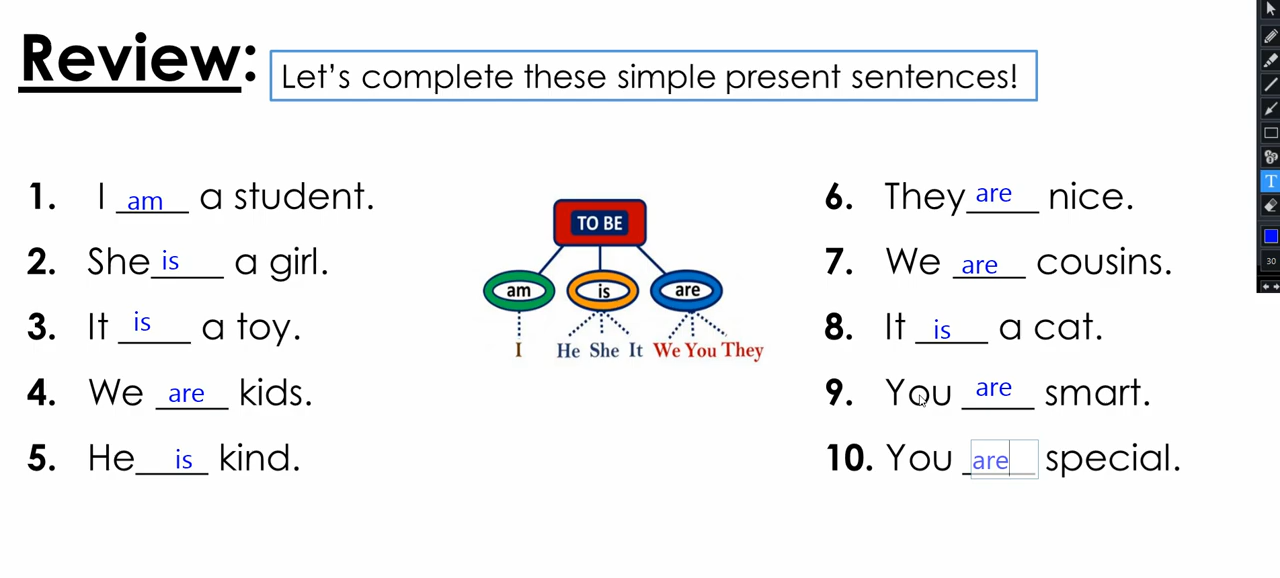 Review:
Let's complete these simple present sentences!
1. I am a student.
2. She is a girl.
3. It is a toy.
4. We are kids.
5. He is kind.
TO BE
am is are
I He She It We You They
6. They are nice.
7. We are cousins.
8. It is a cat.
9. You are smart.
10. You are special.
T
30